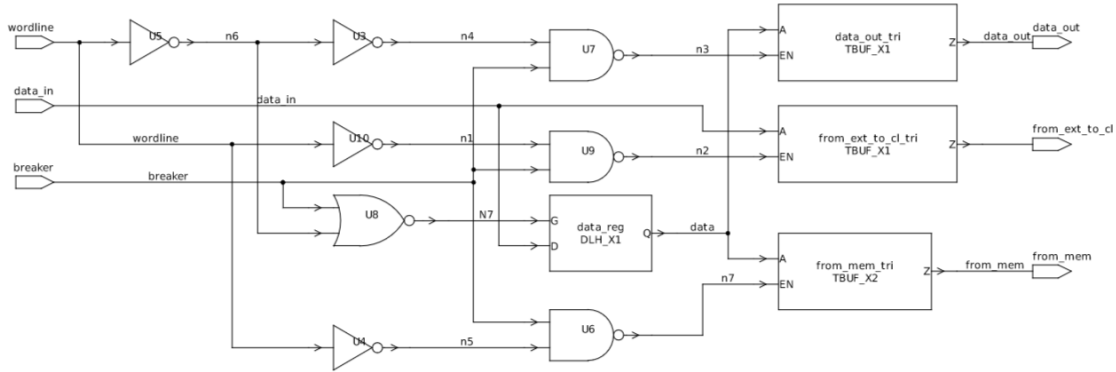 wordline
U5
n6
U3
n4
U7
n3
A
EN
data_out_tri
TBUF_X1
Z
data_out
data_out
data_in
data_in
wordline
U10
n1
U9
n2
A
EN
from_ext_to_cl_tri
TBUF_X1
Z
from_ext_to_cl
breaker
breaker
U8
N7
G
D
data_reg
DLH_X1
Q
data
A
EN
from_mem_tri
TBUF_X2
Z
from_mem
from_mem
n7
U4
n5
U6